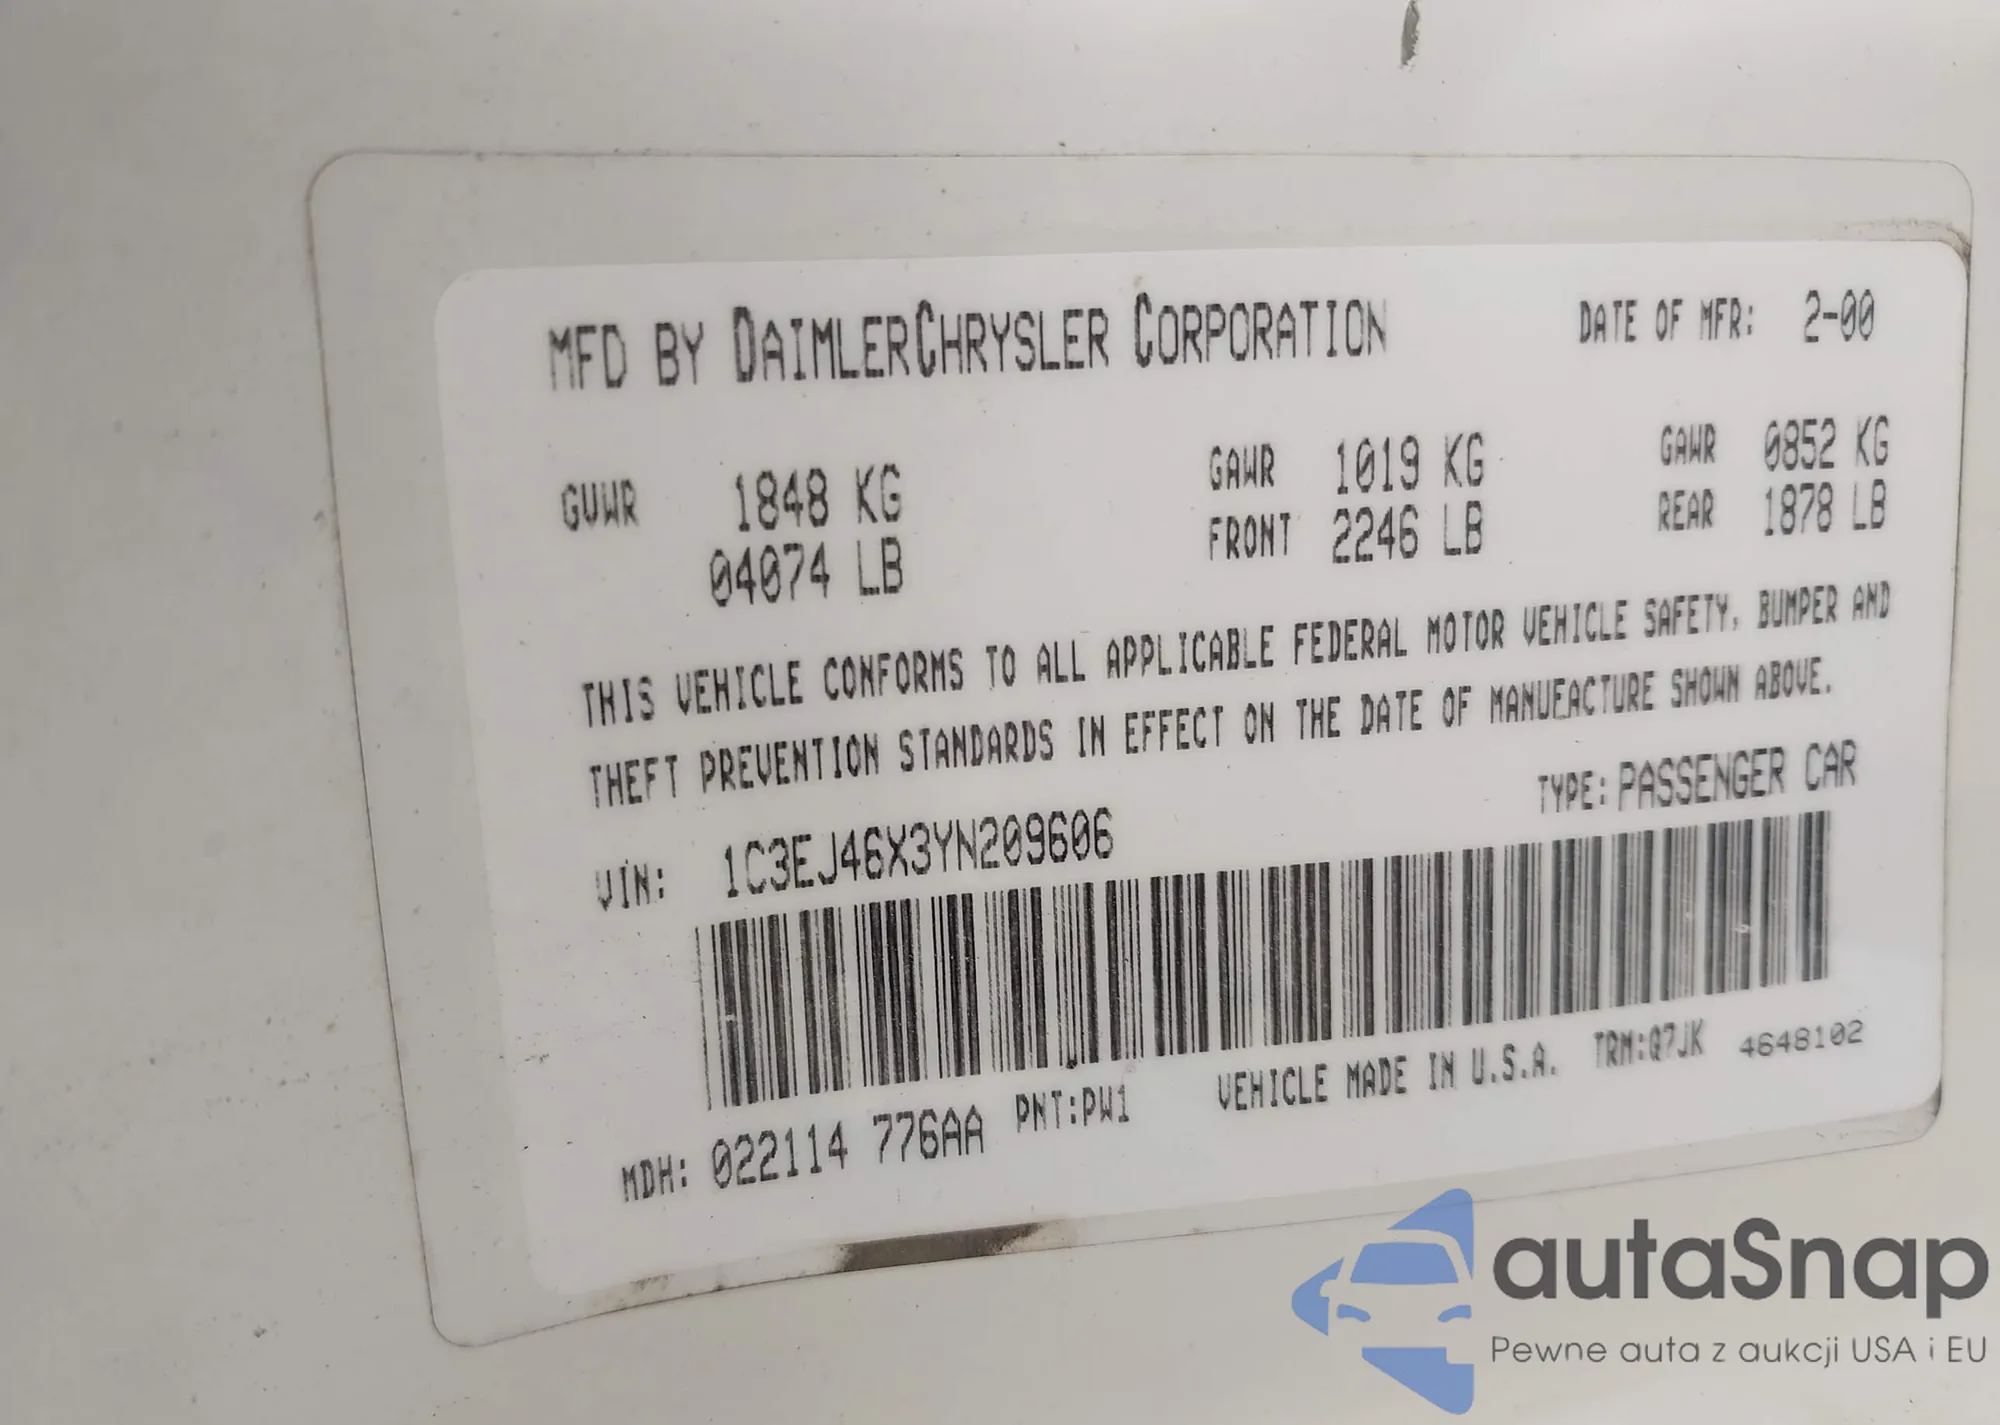 MFD BY DAIMLERCHRYSLER CORPORATION DATE OF MFR: 2-00
GVWR 1848 KG GAWR 1019 KG GAWR 0852 KG
04074 LB FRONT 2246 LB REAR 1878 LB
THIS VEHICLE CONFORMS TO ALL APPLICABLE FEDERAL MOTOR VEHICLE SAFETY, BUMPER AND
THEFT PREVENTION STANDARDS IN EFFECT ON THE DATE OF MANUFACTURE SHOWN ABOVE.
VIN: 1C3EJ46X3YN209606 TYPE: PASSENGER CAR
MDH: 022114 776AA PNT:PW1 VEHICLE MADE IN U.S.A. TRM:Q7JK 4648102
autaSnap
Pewne auta z aukcji USA i EU